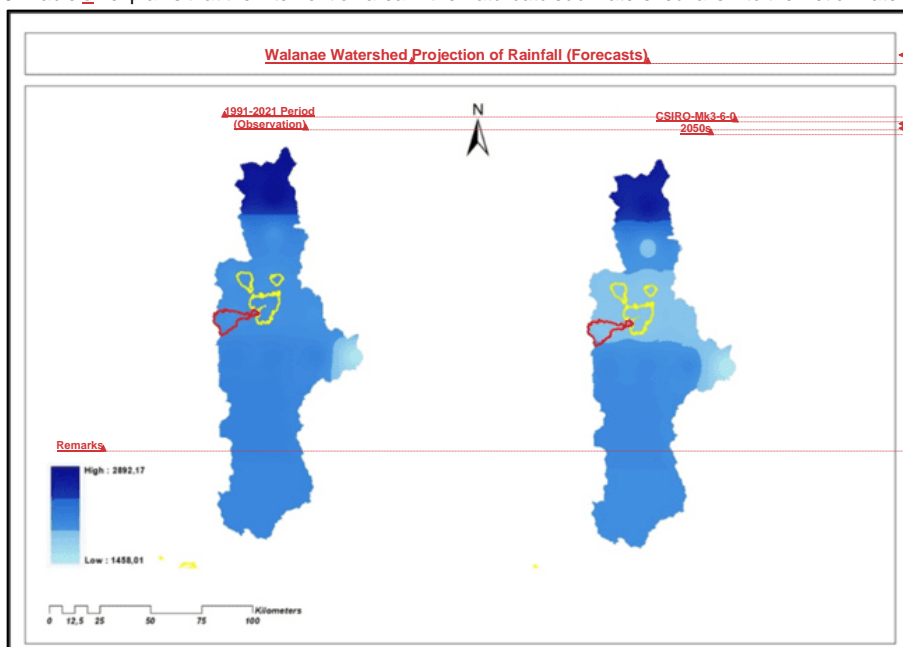 Walanae Watershed Projection of Rainfall (Forecasts)
1991-2021 Period
(Observation)
N
CSIRO-Mk3-6-0
2050s
Remarks
High : 2892,17
Low : 1458,01
Kilometers
0 12,5 25 50 75 100